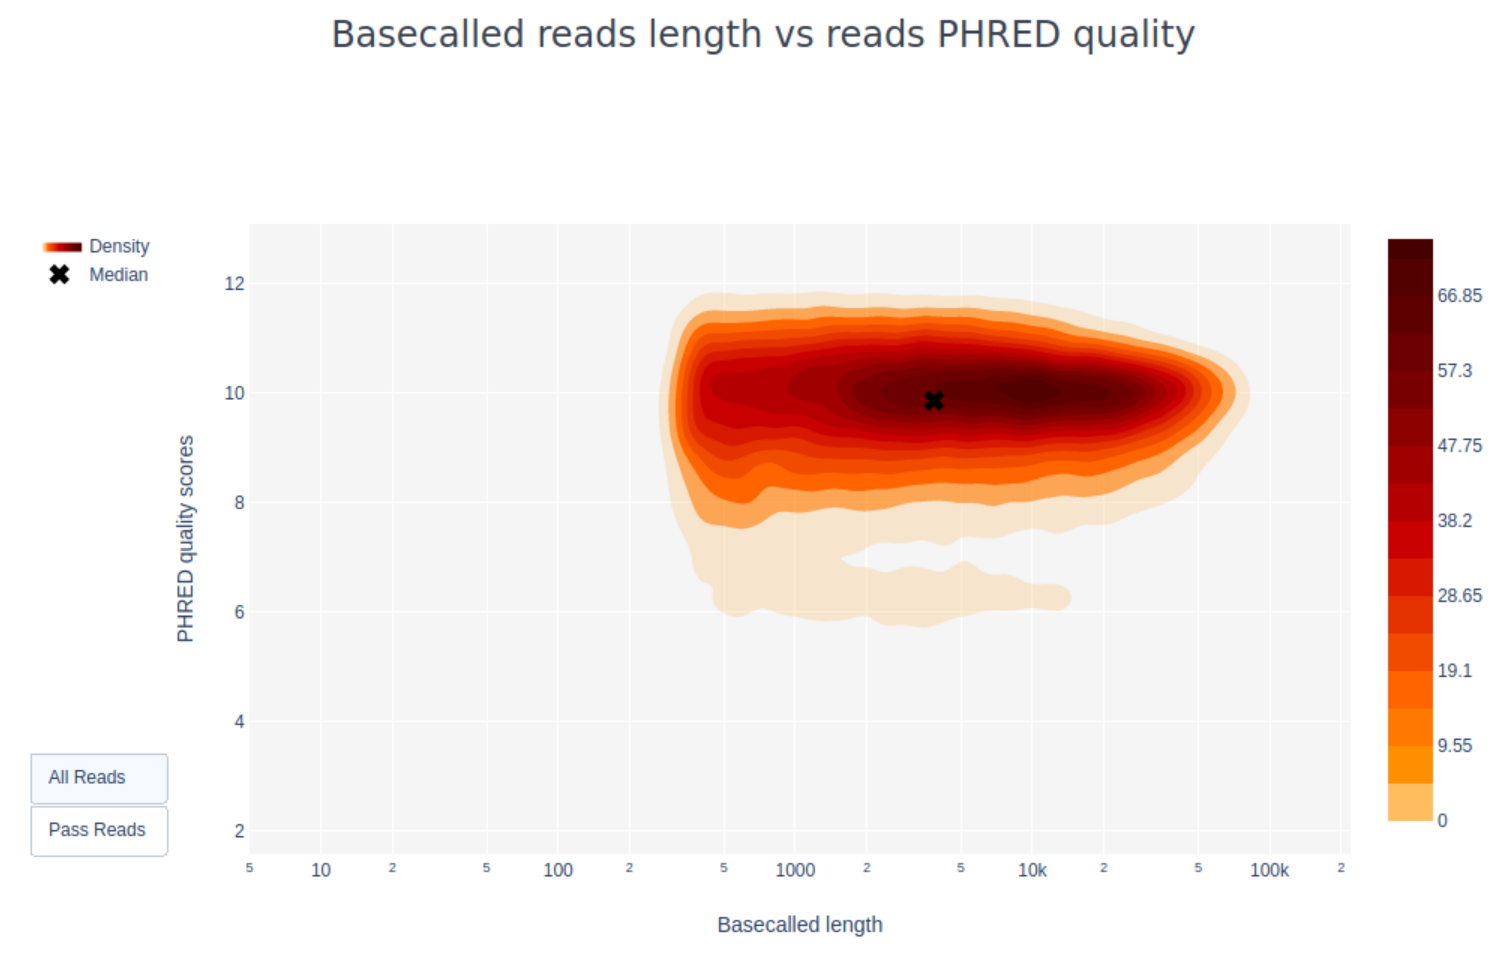 Basecalled reads length vs reads PHRED quality
Density
Median
12
10
8
6
4
2
PHRED quality scores
5 10 2 5 100 2 5 1000 2 5 10k 2 5 100k 2
Basecalled length
66.85
57.3
47.75
38.2
28.65
19.1
9.55
0
All Reads
Pass Reads